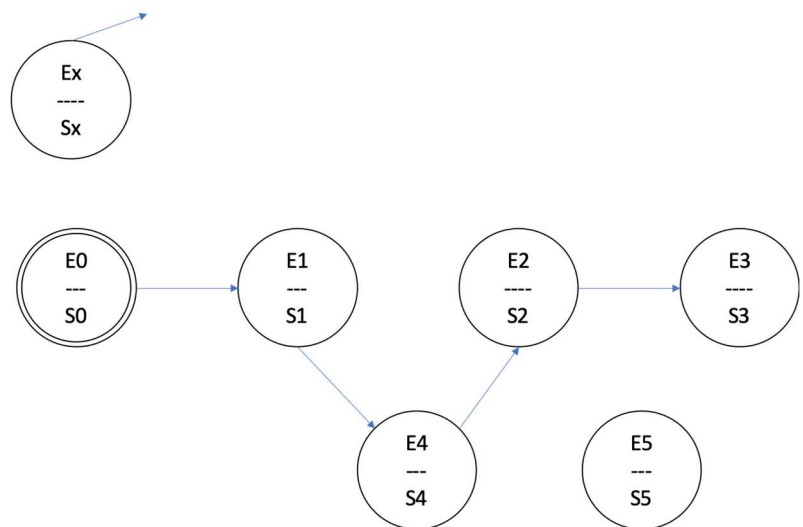 Ex
----
Sx
E0
---
S0
E1
---
S1
E2
----
S2
E3
----
S3
E4
---
S4
E5
---
S5